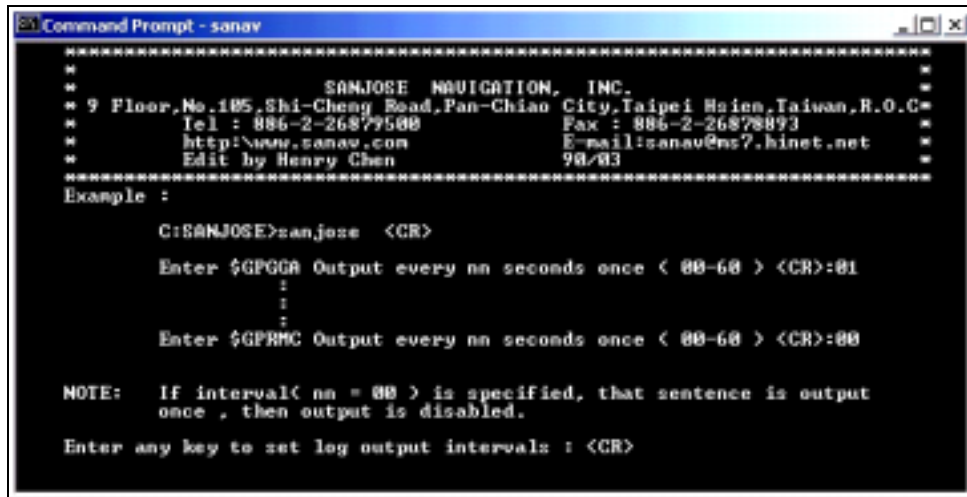 Command Prompt - sanav
*************************************************************************
* *
* SANJOSE NAVIGATION, INC. *
* 9 Floor,No.105,Shi-Cheng Road,Pan-Chiao City,Taipei Hsien,Taiwan,R.O.C*
* Tel : 886-2-26879500 Fax : 886-2-26878893 *
* http:\www.sanav.com E-mail:sanav@ms7.hinet.net *
* Edit by Henry Chen 90/03 *
*************************************************************************
Example :
C:SANJOSE>sanjose <CR>
Enter $GPGGA Output every nn seconds once ( 00-60 ) <CR>:01
:
:
:
Enter $GPRMC Output every nn seconds once ( 00-60 ) <CR>:00
NOTE: If interval( nn = 00 ) is specified, that sentence is output
once , then output is disabled.
Enter any key to set log output intervals : <CR>